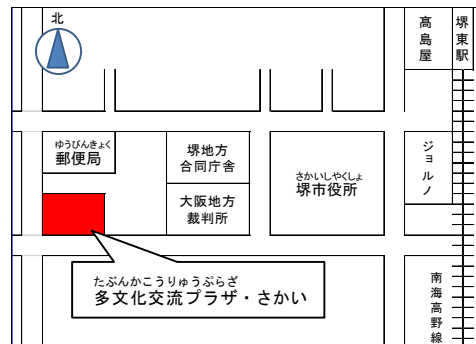 北
髙島屋
堺東駅
ゆうびんきょく
郵便局
堺地方
合同庁舎
大阪地方
裁判所
さかいしやくしょ
堺市役所
ジョルノ
たぶんかこうりゅうぷらざ
多文化交流プラザ・さかい
南海高野線